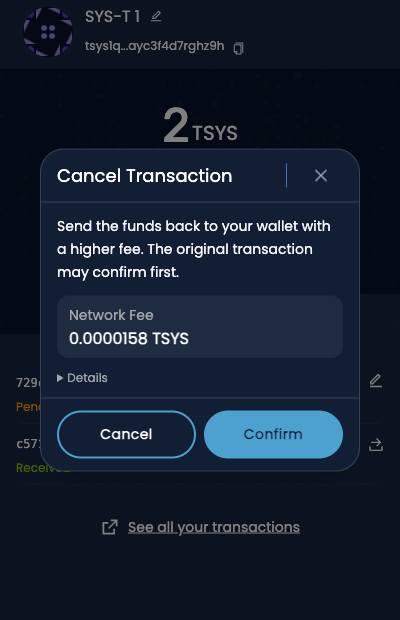 SYS-T 1
tsys1q...ayc3f4d7rghz9h
2 TSYS
Cancel Transaction
Send the funds back to your wallet with
a higher fee. The original transaction
may confirm first.
Network Fee
0.0000158 TSYS
Details
Cancel
Confirm
See all your transactions